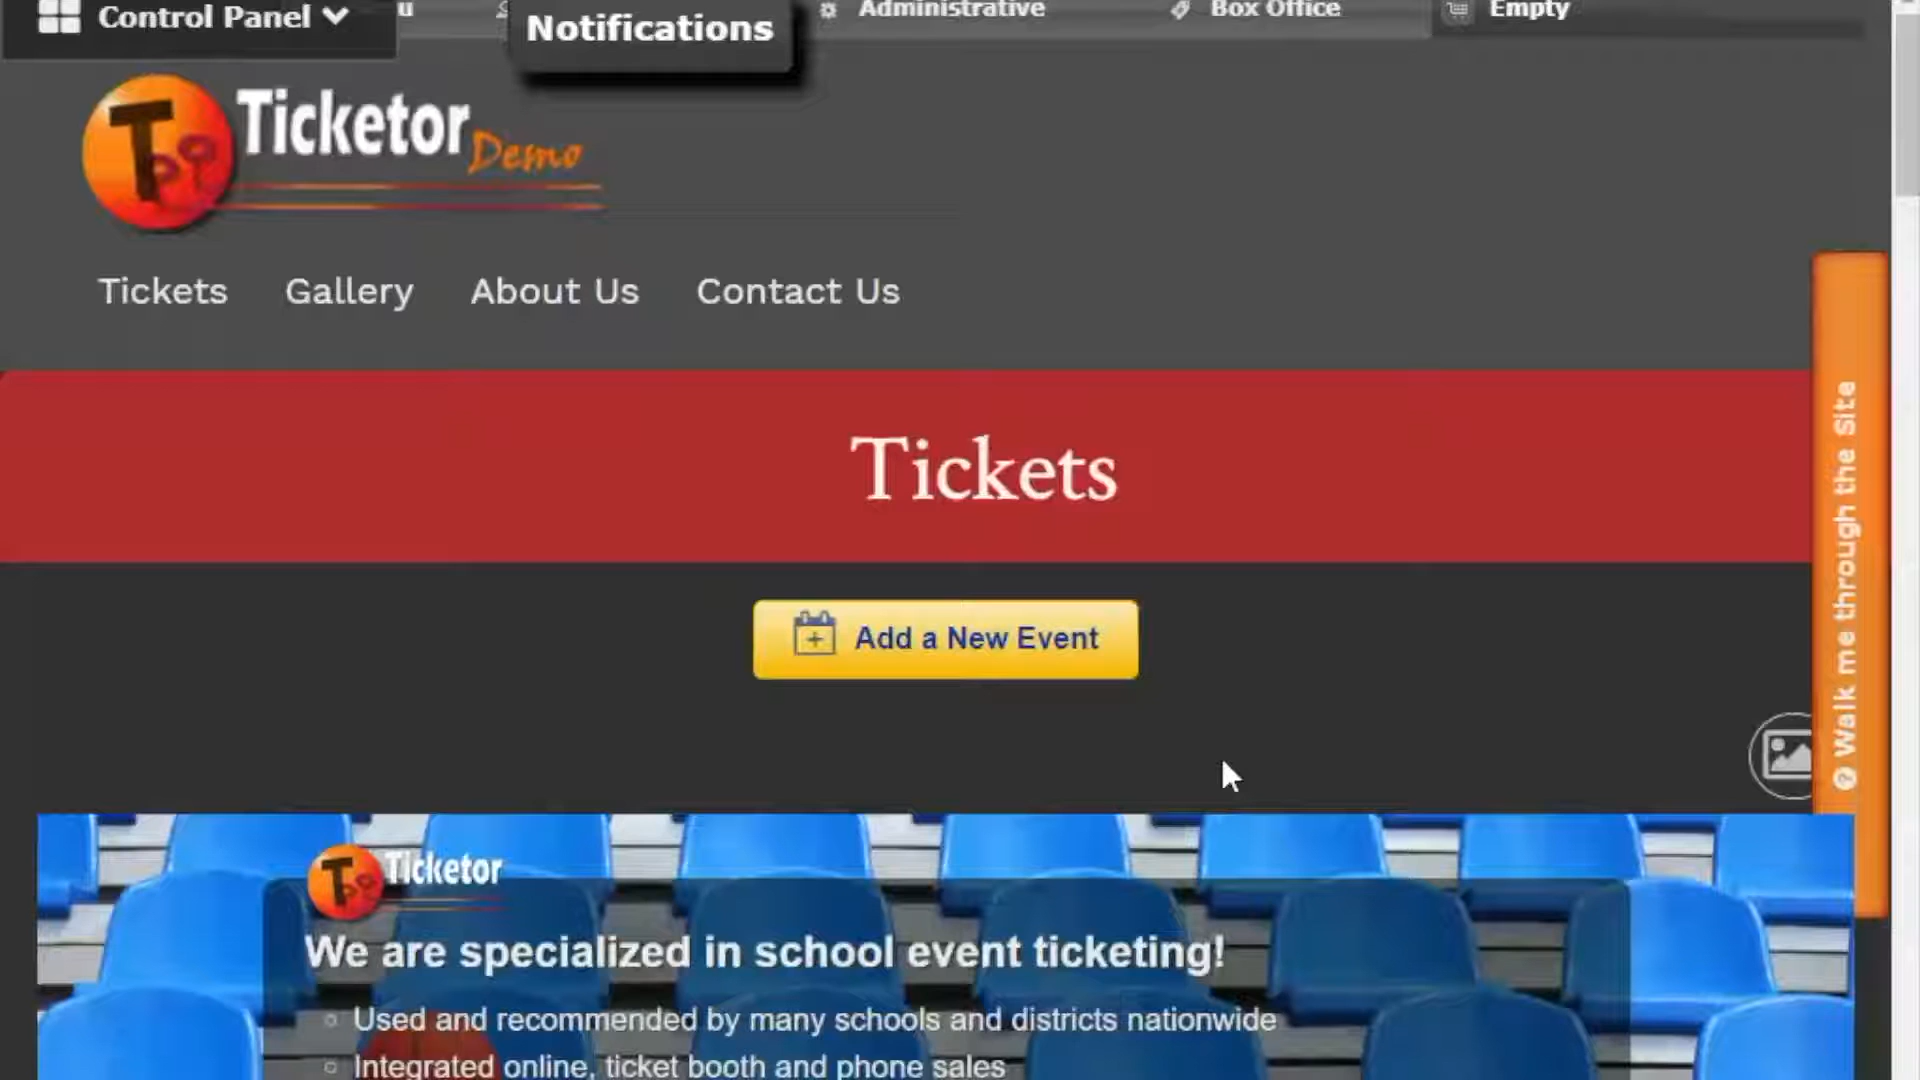 Control Panel
u
Notifications
Administrative
Box Office
Empty
Ticketor
Demo
Tickets
Gallery
About Us
Contact Us
Tickets
Add a New Event
Walk me through the Site
Ticketor
We are specialized in school event ticketing!
Used and recommended by many schools and districts nationwide
Integrated online, ticket booth and phone sales